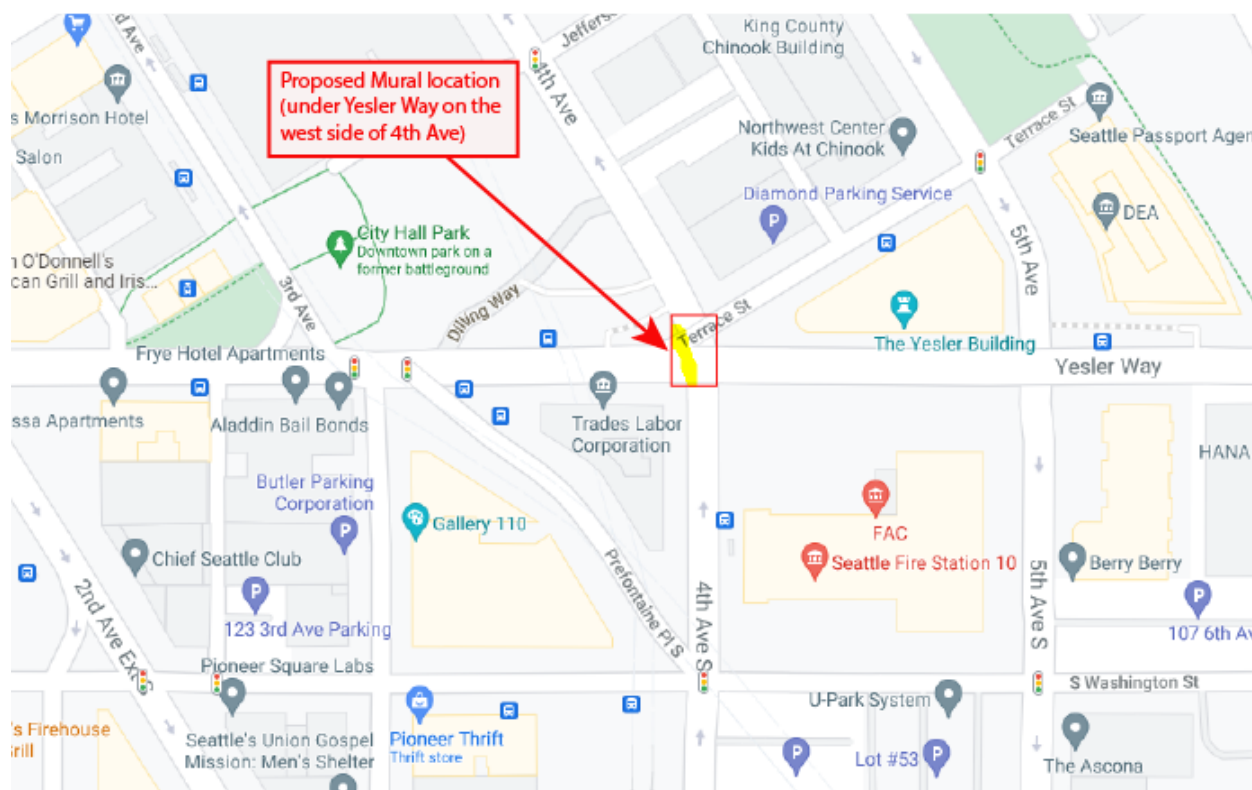 King County
Chinook Building
Jefferso
d Ave
4th Ave
Proposed Mural location
(under Yesler Way on the
west side of 4th Ave)
s Morrison Hotel
Salon
Northwest Center
Kids At Chinook
Terrace St
Seattle Passport Agen
Diamond Parking Service
P
DEA
City Hall Park
Downtown park on a
former battleground
n O'Donnell's
can Grill and Iris...
3rd Ave
Dilling Way
5th Ave
Terrace St
The Yesler Building
Frye Hotel Apartments
Yesler Way
ssa Apartments
Aladdin Bail Bonds
Trades Labor
Corporation
HANA
Butler Parking
Corporation
P
Gallery 110
FAC
Seattle Fire Station 10
Chief Seattle Club
Prefontaine Pl S
4th Ave S
5th Ave S
Berry Berry
2nd Ave Ext S
P
123 3rd Ave Parking
P
107 6th Av
Pioneer Square Labs
S Washington St
U-Park System
's Firehouse
rill
Seattle's Union Gospel
Mission: Men's Shelter
Pioneer Thrift
Thrift store
P
Lot #53
P
The Ascona